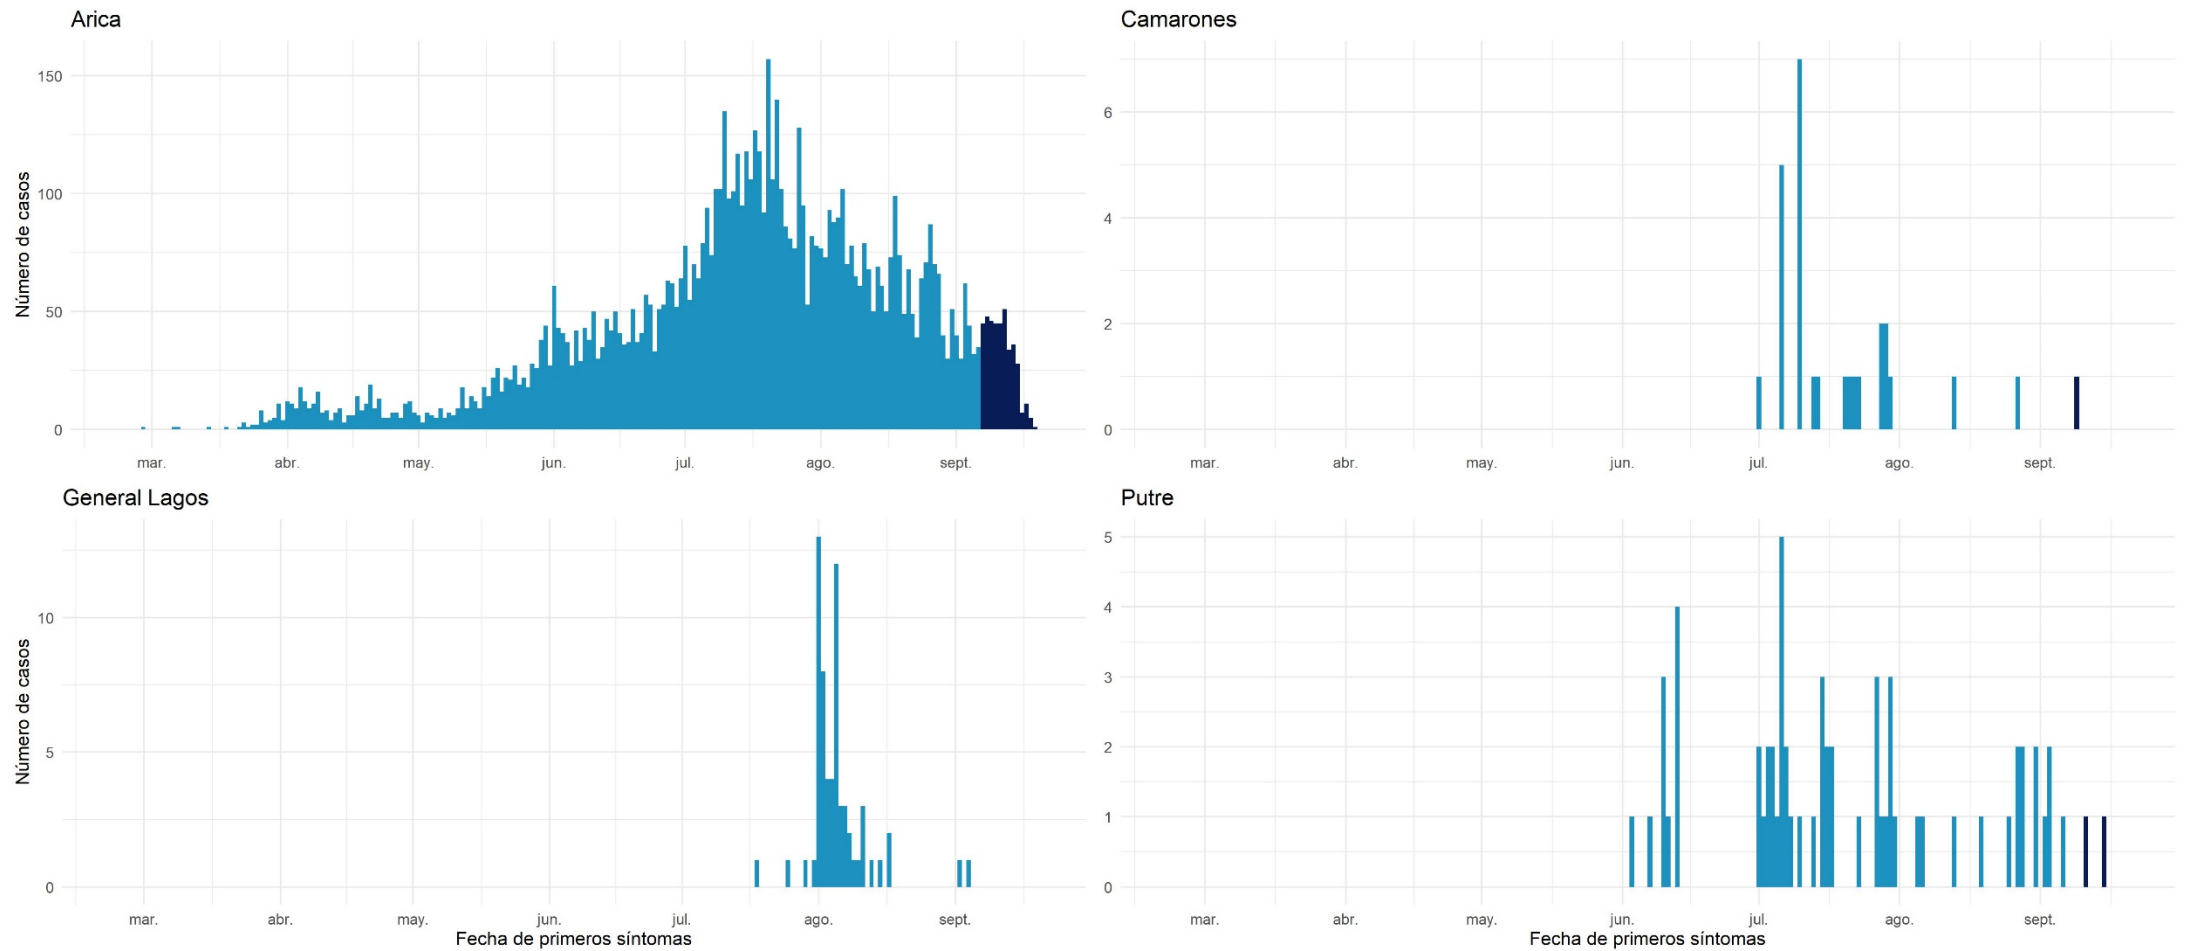 Arica
Número de casos
150
100
50
0
mar. abr. may. jun. jul. ago. sept.
Camarones
6
4
2
0
mar. abr. may. jun. jul. ago. sept.
General Lagos
Número de casos
10
5
0
mar. abr. may. jun. jul. ago. sept.
Fecha de primeros síntomas
Putre
5
4
3
2
1
0
mar. abr. may. jun. jul. ago. sept.
Fecha de primeros síntomas